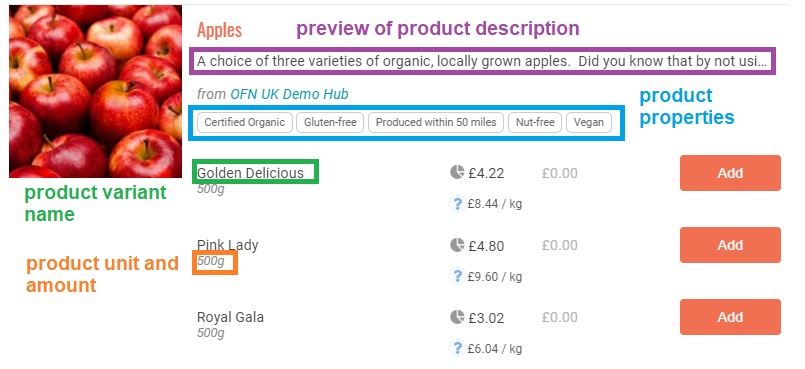 Apples
preview of product description
A choice of three varieties of organic, locally grown apples. Did you know that by not usi...
from OFN UK Demo Hub
product properties
Certified Organic
Gluten-free
Produced within 50 miles
Nut-free
Vegan
product variant name
Golden Delicious
500g
£4.22
£0.00
Add
? £8.44 / kg
product unit and amount
Pink Lady
500g
£4.80
£0.00
Add
? £9.60 / kg
Royal Gala
500g
£3.02
£0.00
Add
? £6.04 / kg